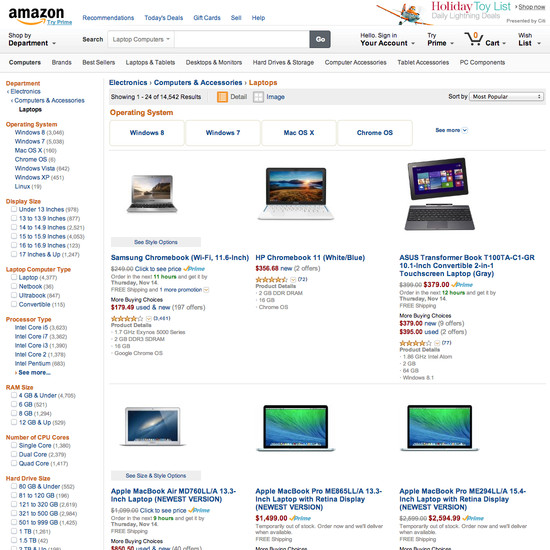 amazon
Try Prime
Recommendations Today's Deals Gift Cards Sell Help
Holiday Toy List
Daily Lightning Deals
›Shop now
Presented by Citi
Shop by
Department
Search
Laptop Computers
Go
Hello. Sign in
Your Account
Try
Prime
0
Cart
Wish
List
Computers Brands Best Sellers Laptops & Tablets Desktops & Monitors Hard Drives & Storage Computer Accessories Tablet Accessories PC Components
Department
‹ Electronics
‹ Computers & Accessories
Laptops
Operating System
Windows 8 (3,046)
Windows 7 (5,038)
Mac OS X (160)
Chrome OS (6)
Windows Vista (642)
Windows XP (451)
Linux (19)
Display Size
Under 13 Inches (978)
13 to 13.9 Inches (877)
14 to 14.9 Inches (2,521)
15 to 15.9 Inches (4,053)
16 to 16.9 Inches (123)
17 Inches & Up (1,247)
Laptop Computer Type
Laptop (4,377)
Netbook (36)
Ultrabook (847)
Convertible (115)
Processor Type
Intel Core i5 (3,623)
Intel Core i7 (3,362)
Intel Core i3 (1,390)
Intel Core 2 (1,378)
Intel Pentium (683)
› See more...
RAM Size
4 GB & Under (4,705)
6 GB (521)
8 GB (1,294)
12 GB & Up (529)
Number of CPU Cores
Single Core (1,380)
Dual Core (2,379)
Quad Core (1,417)
Hard Drive Size
80 GB & Under (552)
81 to 120 GB (196)
121 to 320 GB (2,619)
321 to 500 GB (2,984)
501 to 999 GB (1,425)
1 TB (1,261)
1.5 TB
2 TB & Up
Electronics › Computers & Accessories › Laptops
Showing 1 - 24 of 14,542 Results
Detail
Image
Sort by
Most Popular
Operating System
Windows 8
Windows 7
Mac OS X
Chrome OS
See more
See Style Options
Samsung Chromebook (Wi-Fi, 11.6-Inch)
$249.00 Click to see price Prime
Order in the next 11 hours and get it by
Thursday, Nov 14
FREE Shipping and 1 more promotion
More Buying Choices
$179.49 used & new (197 offers)
(3,461)
Product Details
· 1.7 GHz Exynos 5000 Series
· 2 GB DDR3 SDRAM
· 16 GB
· Google Chrome OS
HP Chromebook 11 (White/Blue)
$356.68 new (2 offers)
(72)
Product Details
· 2 GB DDR DRAM
· 16 GB
· Chrome OS
ASUS Transformer Book T100TA-C1-GR
10.1-Inch Convertible 2-in-1
Touchscreen Laptop (Gray)
$399.00 $379.00 Prime
Order in the next 12 hours and get it by
Thursday, Nov 14
FREE Shipping
More Buying Choices
$379.00 new (9 offers)
$395.00 used (2 offers)
(77)
Product Details
· 1.86 GHz Intel Atom
· 2 GB
· 64 GB
· Windows 8.1
See Size & Style Options
Apple MacBook Air MD760LL/A 13.3-
Inch Laptop (NEWEST VERSION)
$1,099.00 Click to see price Prime
Order in the next 9 hours and get it by
Thursday, Nov 14
FREE Shipping
More Buying Choices
$850.50 used & new (40 offers)
Apple MacBook Pro ME865LL/A 13.3-
Inch Laptop with Retina Display
(NEWEST VERSION)
$1,499.00 Prime
Temporarily out of stock. Order now and we'll deliver
when available.
FREE Shipping
Apple MacBook Pro ME294LL/A 15.4-
Inch Laptop with Retina Display
(NEWEST VERSION)
$2,599.00 $2,594.99 Prime
Temporarily out of stock. Order now and we'll deliver
when available.
FREE Shipping